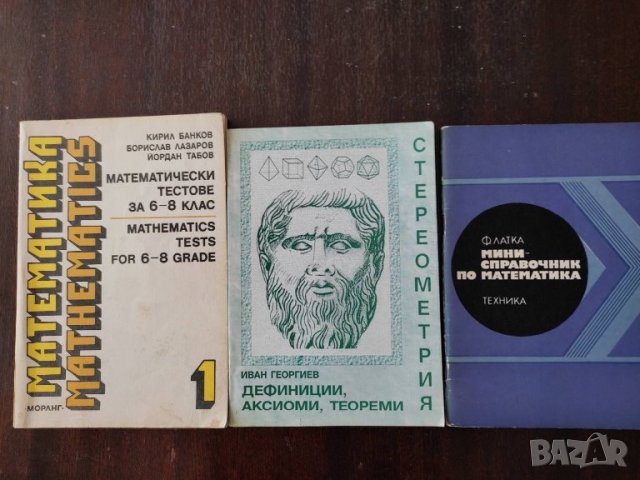 МАТЕМАТИКА
MATHEMATICS
КИРИЛ БАНКОВ
БОРИСЛАВ ЛАЗАРОВ
ЙОРДАН ТАБОВ
МАТЕМАТИЧЕСКИ
ТЕСТОВЕ
ЗА 6-8 КЛАС
MATHEMATICS
TESTS
FOR 6-8 GRADE
1
-МОРАНГ-
СТЕРЕОМЕТРИЯ
ИВАН ГЕОРГИЕВ
ДЕФИНИЦИИ,
АКСИОМИ, ТЕОРЕМИ
Ф ЛАТКА
МИНИ-
СПРАВОЧНИК
ПО МАТЕМАТИКА
ТЕХНИКА
BAZAR
bg